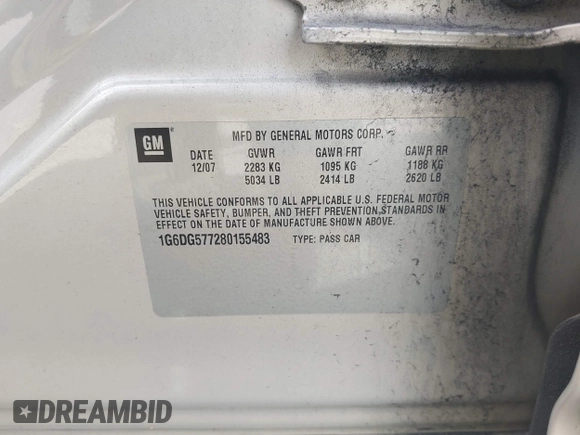 GM
MFD BY GENERAL MOTORS CORP.
DATE GVWR GAWR FRT GAWR RR
12/07 2283 KG 1095 KG 1188 KG
5034 LB 2414 LB 2620 LB
THIS VEHICLE CONFORMS TO ALL APPLICABLE U.S. FEDERAL MOTOR
VEHICLE SAFETY, BUMPER, AND THEFT PREVENTION STANDARDS IN
EFFECT ON THE DATE OF MANUFACTURE SHOWN ABOVE.
1G6DG577280155483 TYPE: PASS CAR
DREAMBID